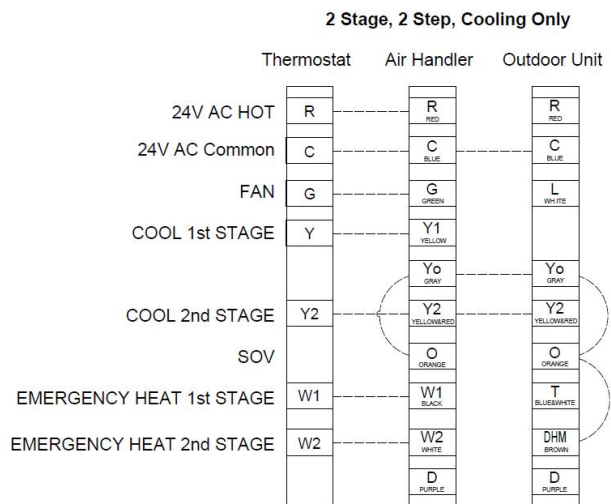 2 Stage, 2 Step, Cooling Only
Thermostat Air Handler Outdoor Unit
24V AC HOT R R R
RED RED
24V AC Common C C C
BLUE BLUE
FAN G G L
GREEN WHITE
COOL 1st STAGE Y Y1
YELLOW
Yo Yo
GRAY GRAY
COOL 2nd STAGE Y2 Y2 Y2
YELLOW&RED YELLOW&RED
SOV O O
ORANGE ORANGE
EMERGENCY HEAT 1st STAGE W1 W1 T
BLACK BLUE&WHITE
EMERGENCY HEAT 2nd STAGE W2 W2 DHM
WHITE BROWN
D D
PURPLE PURPLE